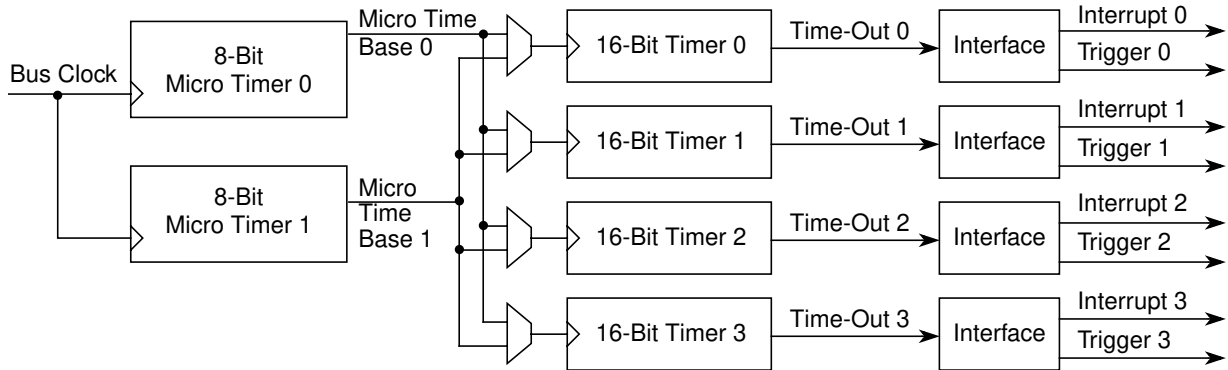 Bus Clock
8-Bit
Micro Timer 0
Micro Time
Base 0
8-Bit
Micro Timer 1
Micro
Time
Base 1
16-Bit Timer 0
Time-Out 0
Interface
Interrupt 0
Trigger 0
16-Bit Timer 1
Time-Out 1
Interface
Interrupt 1
Trigger 1
16-Bit Timer 2
Time-Out 2
Interface
Interrupt 2
Trigger 2
16-Bit Timer 3
Time-Out 3
Interface
Interrupt 3
Trigger 3